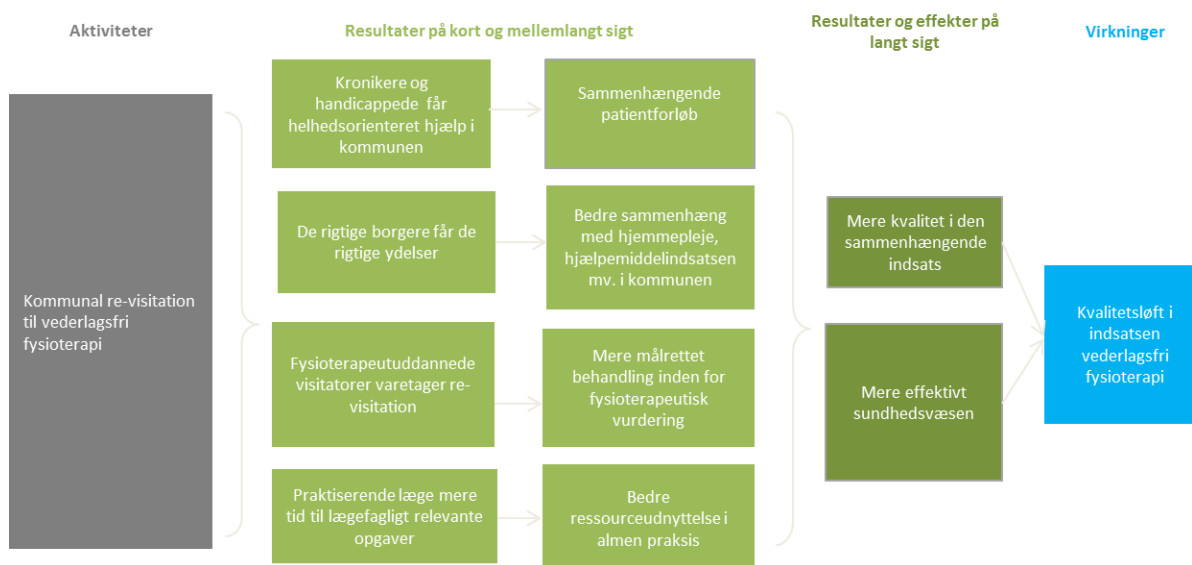 Aktiviteter
Resultater på kort og mellemlangt sigt
Resultater og effekter på
langt sigt
Virkninger
Kommunal re-visitation
til vederlagsfri
fysioterapi
Kronikere og
handicappede får
helhedsorienteret hjælp i
kommunen
Sammenhængende
patientforløb
De rigtige borgere får de
rigtige ydelser
Bedre sammenhæng
med hjemmepleje,
hjælpemiddelindsatsen
mv. i kommunen
Fysioterapeutuddannede
visitatorer varetager re-
visitation
Mere målrettet
behandling inden for
fysioterapeutisk
vurdering
Praktiserende læge mere
tid til lægefagligt relevante
opgaver
Bedre
ressourceudnyttelse i
almen praksis
Mere kvalitet i den
sammenhængende
indsats
Mere effektivt
sundhedsvæsen
Kvalitetsløft i
indsatsen
vederlagsfri
fysioterapi